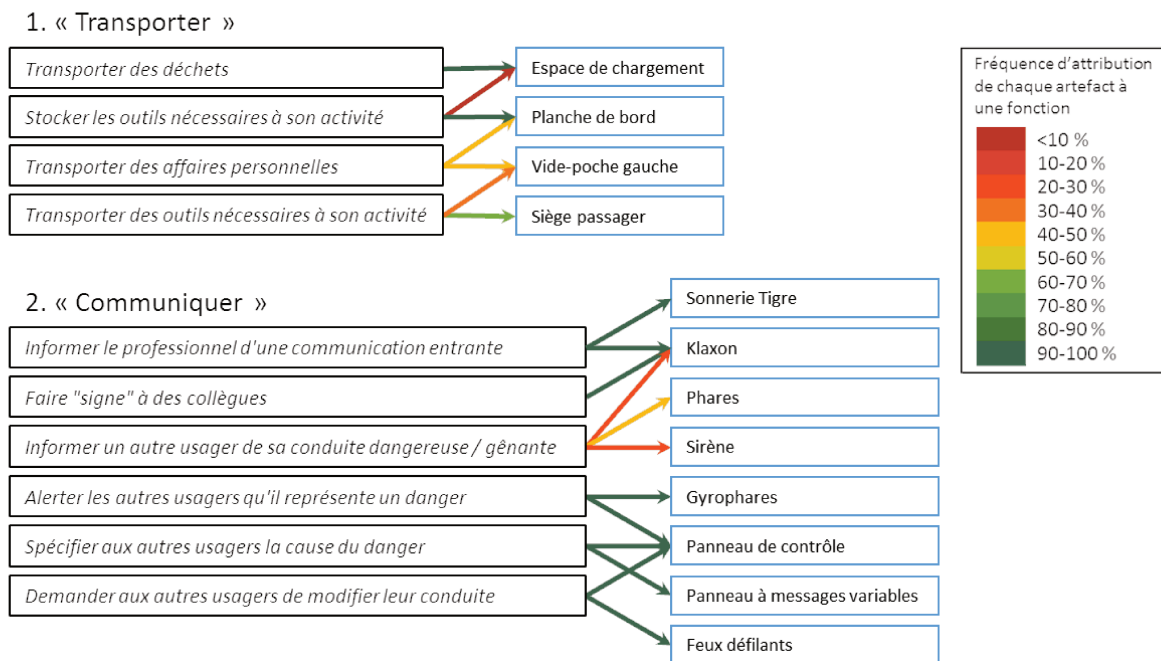 1. « Transporter »
Transporter des déchets
Espace de chargement
Stocker les outils nécessaires à son activité
Planche de bord
Transporter des affaires personnelles
Vide-poche gauche
Transporter des outils nécessaires à son activité
Siège passager
Fréquence d'attribution
de chaque artefact à
une fonction
<10 %
10-20 %
20-30 %
30-40 %
40-50 %
50-60 %
60-70 %
70-80 %
80-90 %
90-100 %
2. « Communiquer »
Sonnerie Tigre
Informer le professionnel d'une communication entrante
Klaxon
Faire "signe" à des collègues
Phares
Informer un autre usager de sa conduite dangereuse / gênante
Sirène
Alerter les autres usagers qu'il représente un danger
Gyrophares
Spécifier aux autres usagers la cause du danger
Panneau de contrôle
Demander aux autres usagers de modifier leur conduite
Panneau à messages variables
Feux défilants